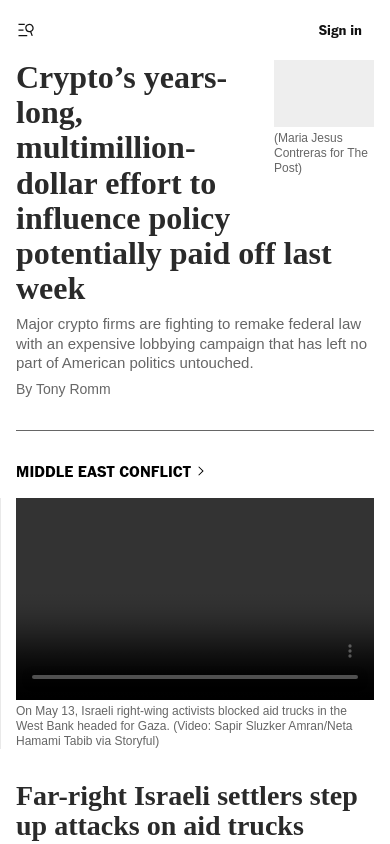 Sign in
Crypto’s years-
long,
multimillion-
dollar effort to
influence policy
potentially paid off last
week
(Maria Jesus
Contreras for The
Post)
Major crypto firms are fighting to remake federal law
with an expensive lobbying campaign that has left no
part of American politics untouched.
By Tony Romm
MIDDLE EAST CONFLICT
On May 13, Israeli right-wing activists blocked aid trucks in the
West Bank headed for Gaza. (Video: Sapir Sluzker Amran/Neta
Hamami Tabib via Storyful)
Far-right Israeli settlers step
up attacks on aid trucks